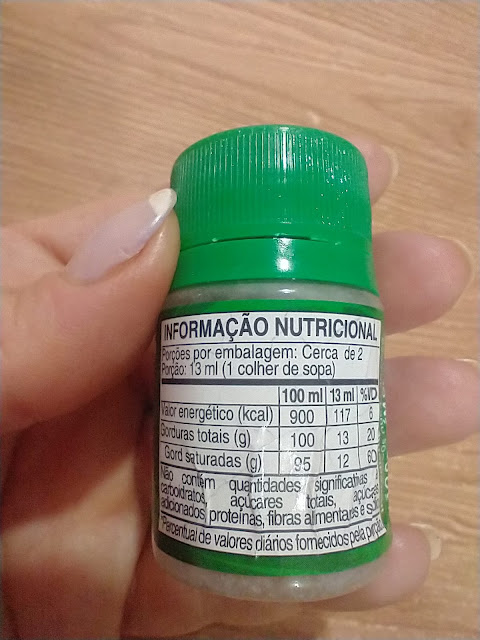 INFORMAÇÃO NUTRICIONAL
Porções por embalagem: Cerca de 2
Porção: 13 ml (1 colher de sopa)
100 ml 13 ml %VD
Valor energético (kcal) 900 117 6
Gorduras totais (g) 100 13 20
Gord saturadas (g) 95 12 60
Não contém quantidades significativas
carboidratos, açúcares totais, açúcares
adicionados, proteínas, fibras alimentares e
*Percentual de valores diários fornecidos pela porção